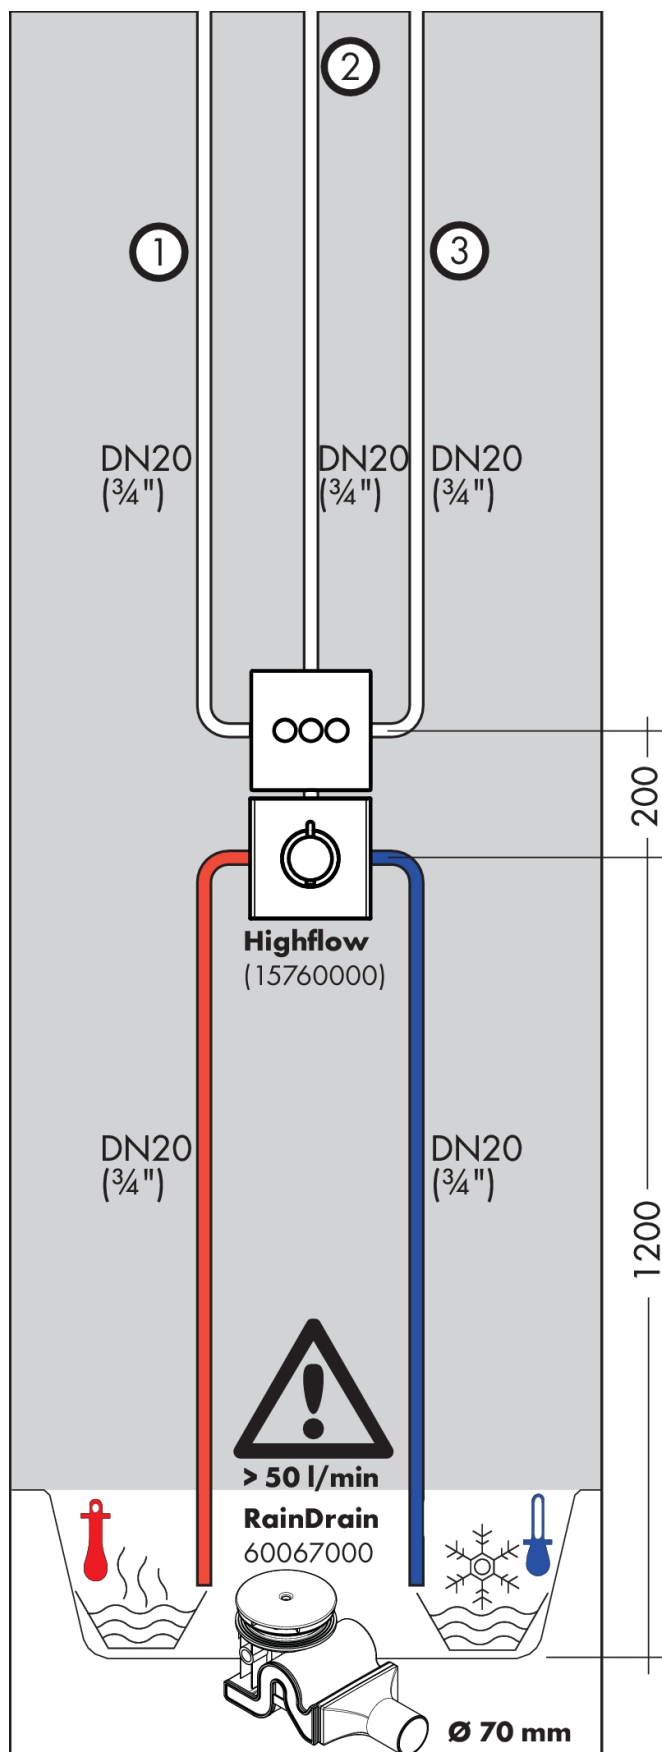 2
1
3
DN20
(¾")
DN20
(¾")
DN20
(¾")
200
Highflow
(15760000)
DN20
(¾")
DN20
(¾")
1200
> 50 l/min
RainDrain
60067000
Ø 70 mm